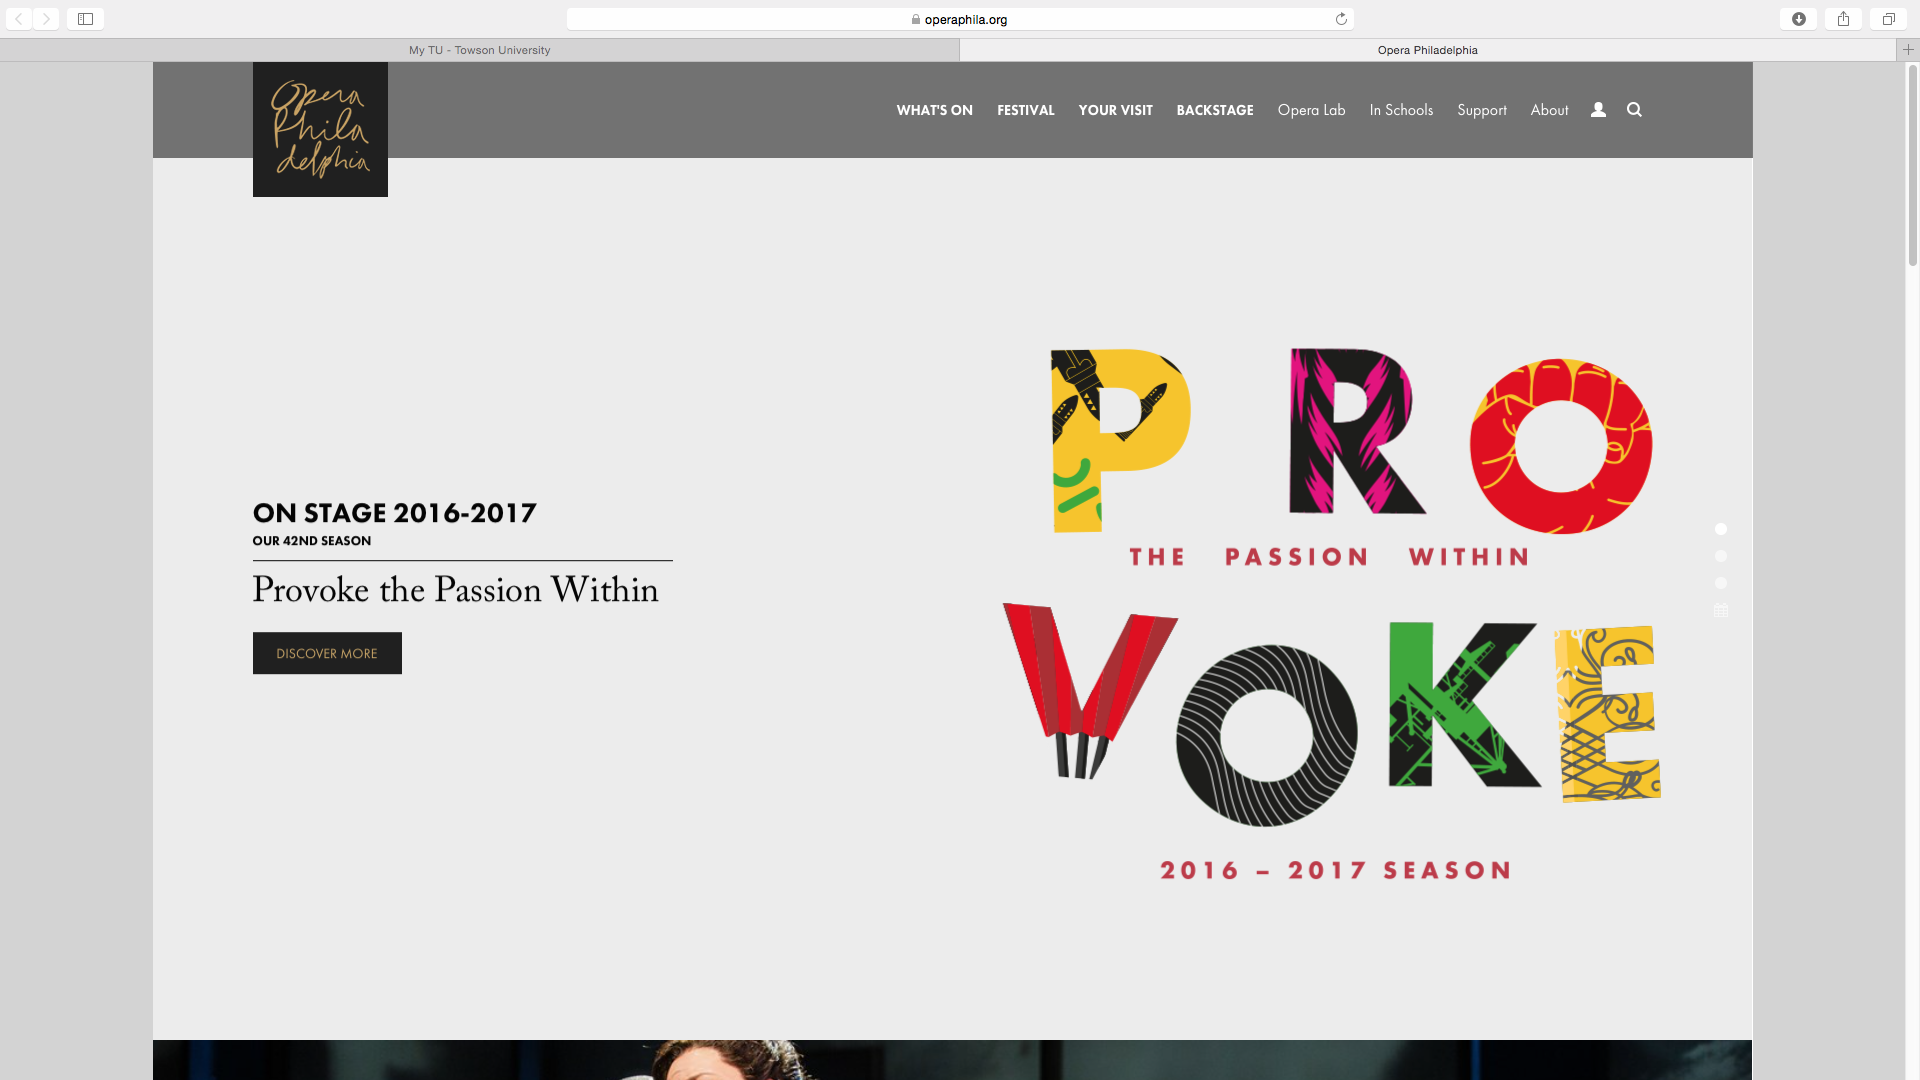 operaphila.org
My TU - Towson University
Opera Philadelphia
Opera
Phila
delphia
WHAT'S ON FESTIVAL YOUR VISIT BACKSTAGE Opera Lab In Schools Support About
ON STAGE 2016-2017
OUR 42ND SEASON
Provoke the Passion Within
DISCOVER MORE
PRO
THE PASSION WITHIN
VOKE
2016 – 2017 SEASON